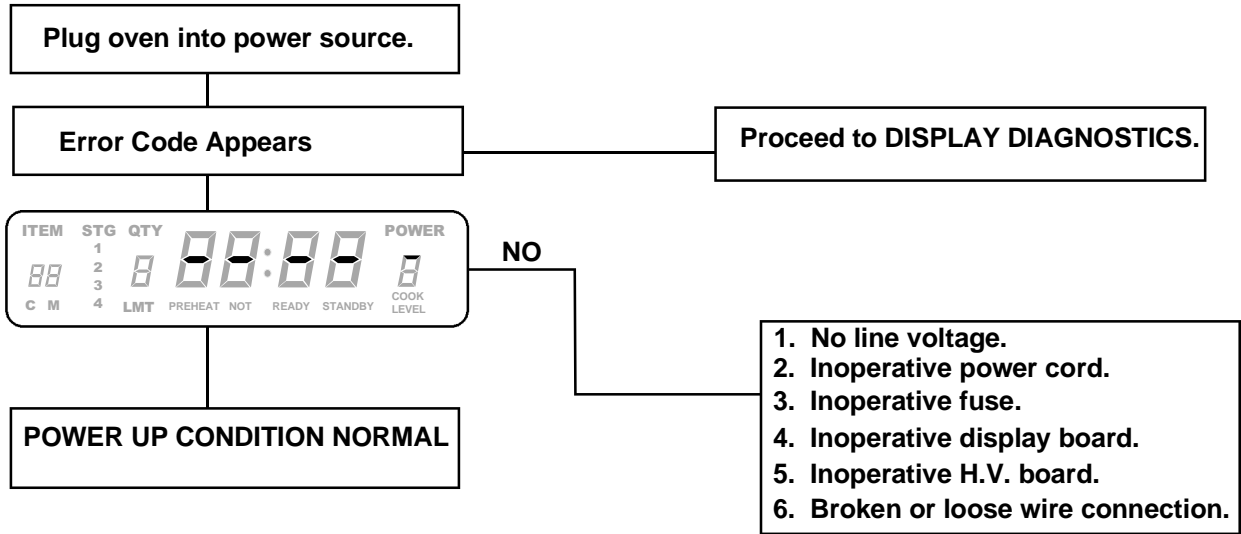 Plug oven into power source.
Error Code Appears
Proceed to DISPLAY DIAGNOSTICS.
ITEM STG QTY POWER
1
88 2 8 88:88 8
3
C M 4 LMT PREHEAT NOT READY STANDBY COOK LEVEL
NO
POWER UP CONDITION NORMAL
1. No line voltage.
2. Inoperative power cord.
3. Inoperative fuse.
4. Inoperative display board.
5. Inoperative H.V. board.
6. Broken or loose wire connection.